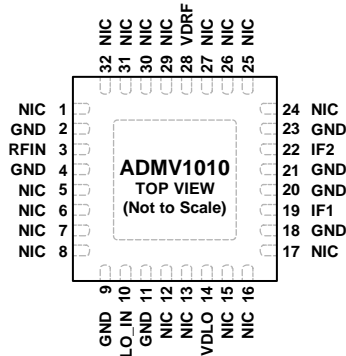 32 NIC
31 NIC
30 NIC
29 NIC
28 VDRF
27 NIC
26 NIC
25 NIC
NIC 1
GND 2
RFIN 3
GND 4
NIC 5
NIC 6
NIC 7
NIC 8
ADMV1010
TOP VIEW
(Not to Scale)
24 NIC
23 GND
22 IF2
21 GND
20 GND
19 IF1
18 GND
17 NIC
GND 9
LO_IN 10
GND 11
NIC 12
NIC 13
VDLO 14
NIC 15
NIC 16